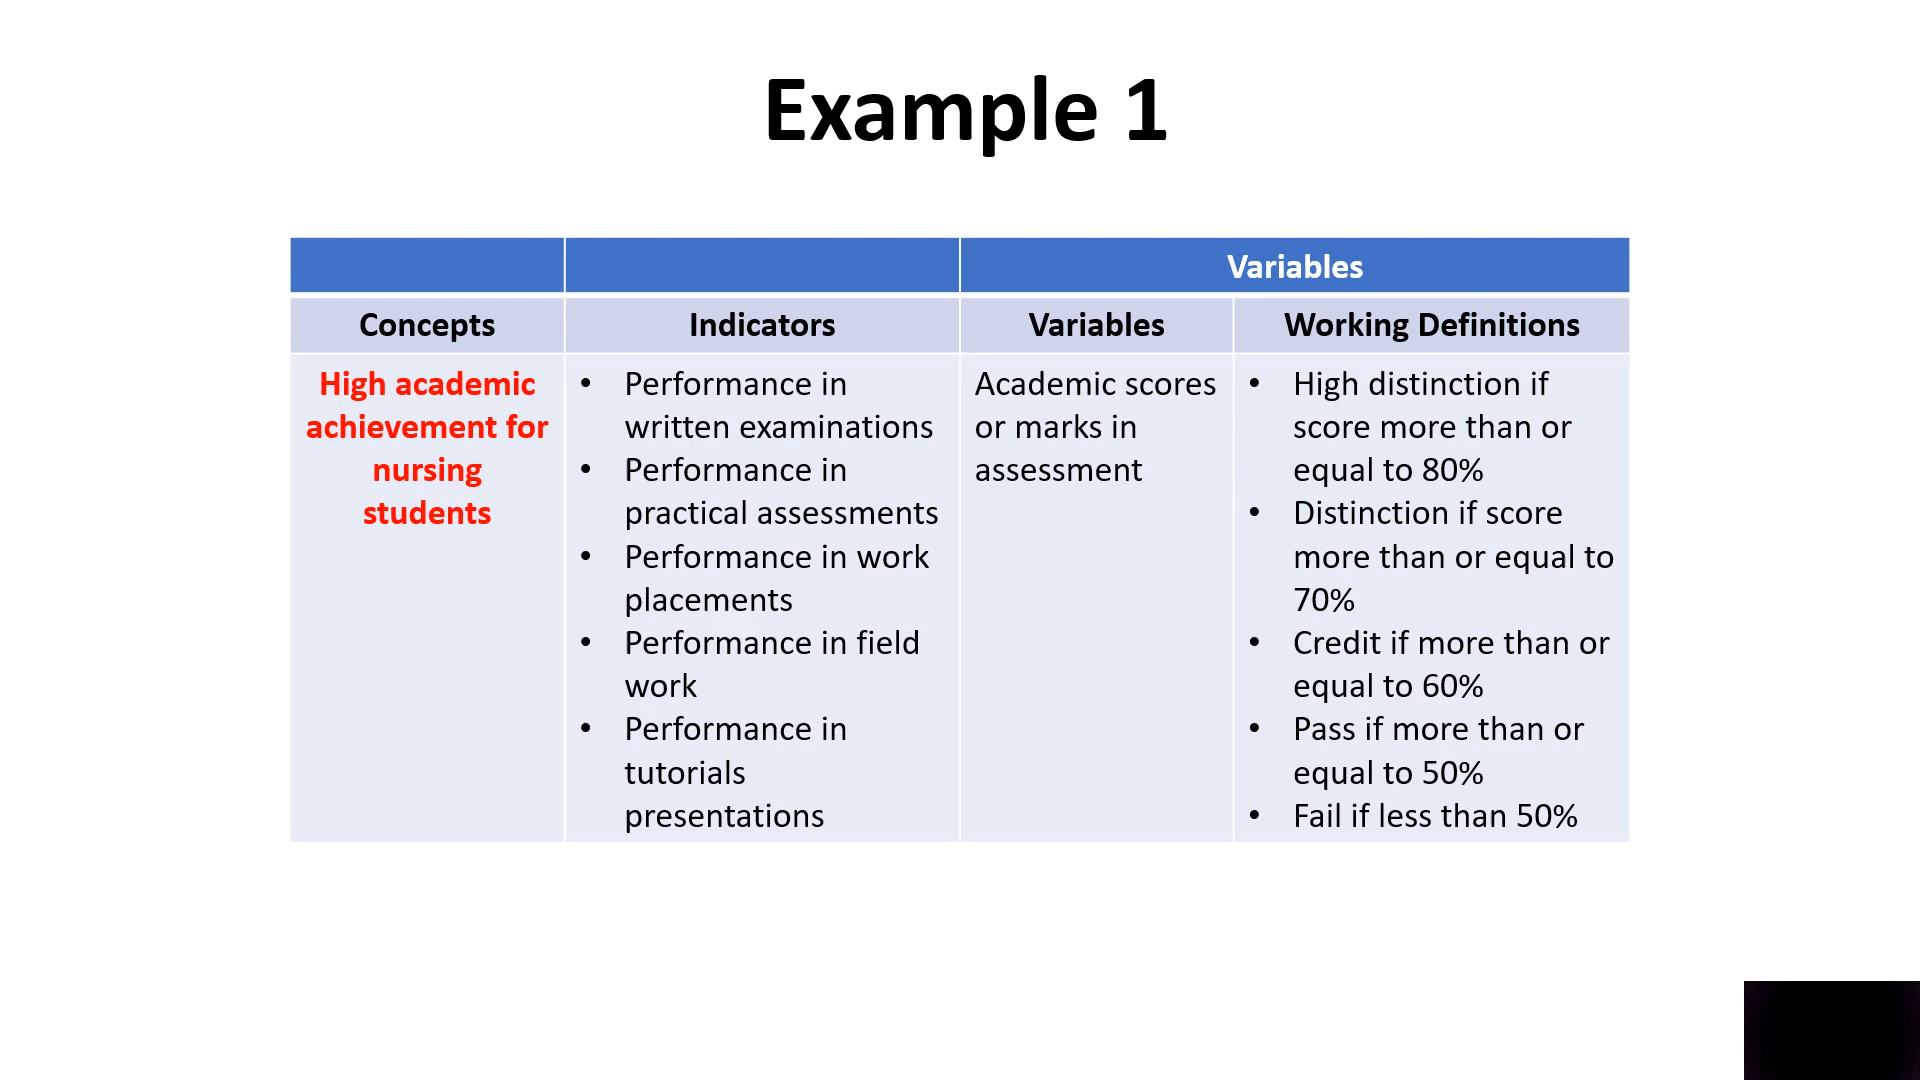 Example 1
Variables
Concepts
Indicators
Variables
Working Definitions
High academic
achievement for
nursing
students
• Performance in
written examinations
• Performance in
practical assessments
• Performance in work
placements
• Performance in field
work
• Performance in
tutorials
presentations
Academic scores
or marks in
assessment
• High distinction if
score more than or
equal to 80%
• Distinction if score
more than or equal to
70%
• Credit if more than or
equal to 60%
• Pass if more than or
equal to 50%
• Fail if less than 50%